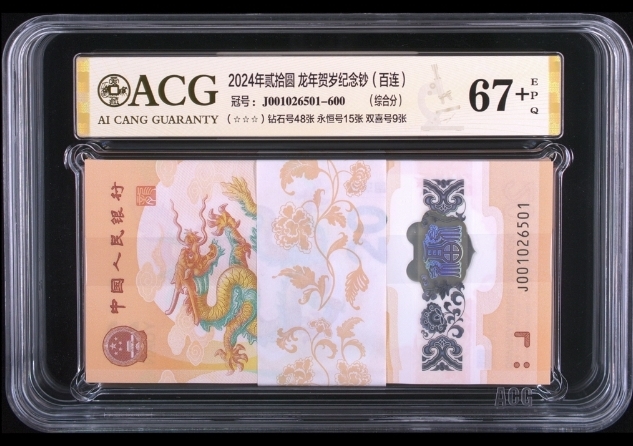 ACG
AI CANG GUARANTY
2024年贰拾圆 龙年贺岁纪念钞（百连）
冠号：J001026501-600 （综合分）
（☆☆☆）钻石号48张 永恒号15张 双喜号9张
67+
EPQ
中国人民银行
J001026501
ACG